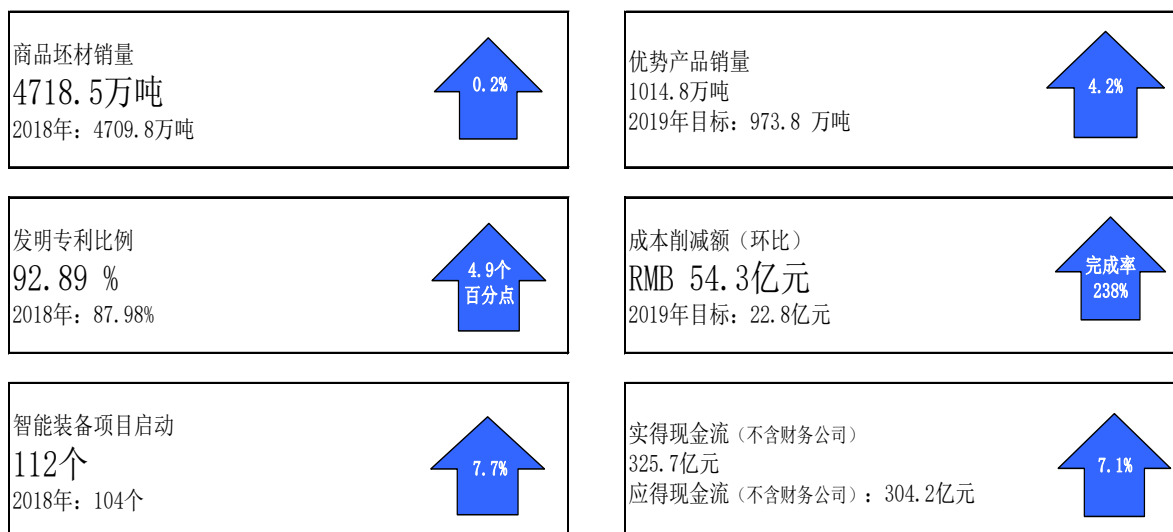 商品坯材销量
4718.5万吨
2018年：4709.8万吨
0.2%
优势产品销量
1014.8万吨
2019年目标：973.8 万吨
4.2%
发明专利比例
92.89 %
2018年：87.98%
4.9个
百分点
成本削减额（环比）
RMB 54.3亿元
2019年目标：22.8亿元
完成率
238%
智能装备项目启动
112个
2018年：104个
7.7%
实得现金流（不含财务公司）
325.7亿元
应得现金流（不含财务公司）：304.2亿元
7.1%